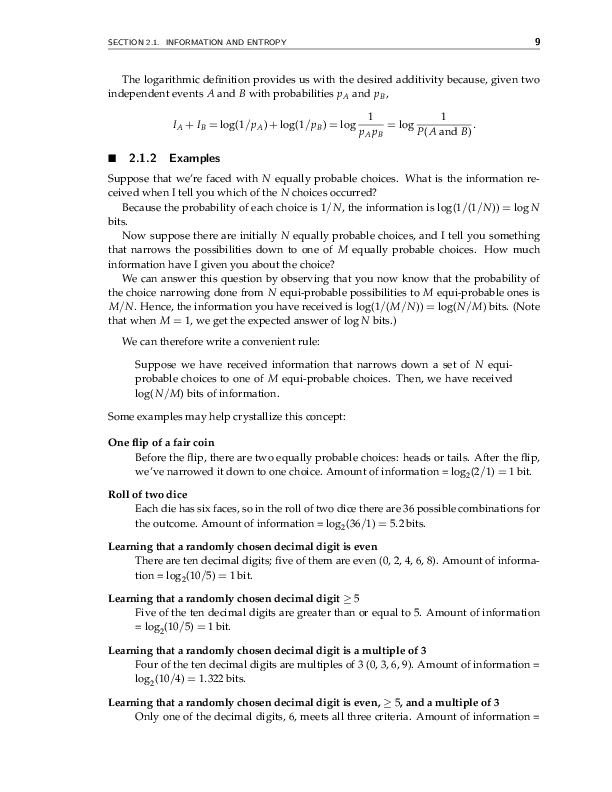 SECTION 2.1. INFORMATION AND ENTROPY 9
The logarithmic definition provides us with the desired additivity because, given two
independent events A and B with probabilities p_A and p_B,
I_A + I_B = log(1/p_A) + log(1/p_B) = log 1/(p_A p_B) = log 1/P(A and B).
■ 2.1.2 Examples
Suppose that we're faced with N equally probable choices. What is the information re-
ceived when I tell you which of the N choices occurred?
Because the probability of each choice is 1/N, the information is log(1/(1/N)) = log N
bits.
Now suppose there are initially N equally probable choices, and I tell you something
that narrows the possibilities down to one of M equally probable choices. How much
information have I given you about the choice?
We can answer this question by observing that you now know that the probability of
the choice narrowing done from N equi-probable possibilities to M equi-probable ones is
M/N. Hence, the information you have received is log(1/(M/N)) = log(N/M) bits. (Note
that when M = 1, we get the expected answer of log N bits.)
We can therefore write a convenient rule:
Suppose we have received information that narrows down a set of N equi-
probable choices to one of M equi-probable choices. Then, we have received
log(N/M) bits of information.
Some examples may help crystallize this concept:
One flip of a fair coin
Before the flip, there are two equally probable choices: heads or tails. After the flip,
we've narrowed it down to one choice. Amount of information = log₂(2/1) = 1 bit.
Roll of two dice
Each die has six faces, so in the roll of two dice there are 36 possible combinations for
the outcome. Amount of information = log₂(36/1) = 5.2 bits.
Learning that a randomly chosen decimal digit is even
There are ten decimal digits; five of them are even (0, 2, 4, 6, 8). Amount of informa-
tion = log₂(10/5) = 1 bit.
Learning that a randomly chosen decimal digit ≥ 5
Five of the ten decimal digits are greater than or equal to 5. Amount of information
= log₂(10/5) = 1 bit.
Learning that a randomly chosen decimal digit is a multiple of 3
Four of the ten decimal digits are multiples of 3 (0, 3, 6, 9). Amount of information =
log₂(10/4) = 1.322 bits.
Learning that a randomly chosen decimal digit is even, ≥ 5, and a multiple of 3
Only one of the decimal digits, 6, meets all three criteria. Amount of information =